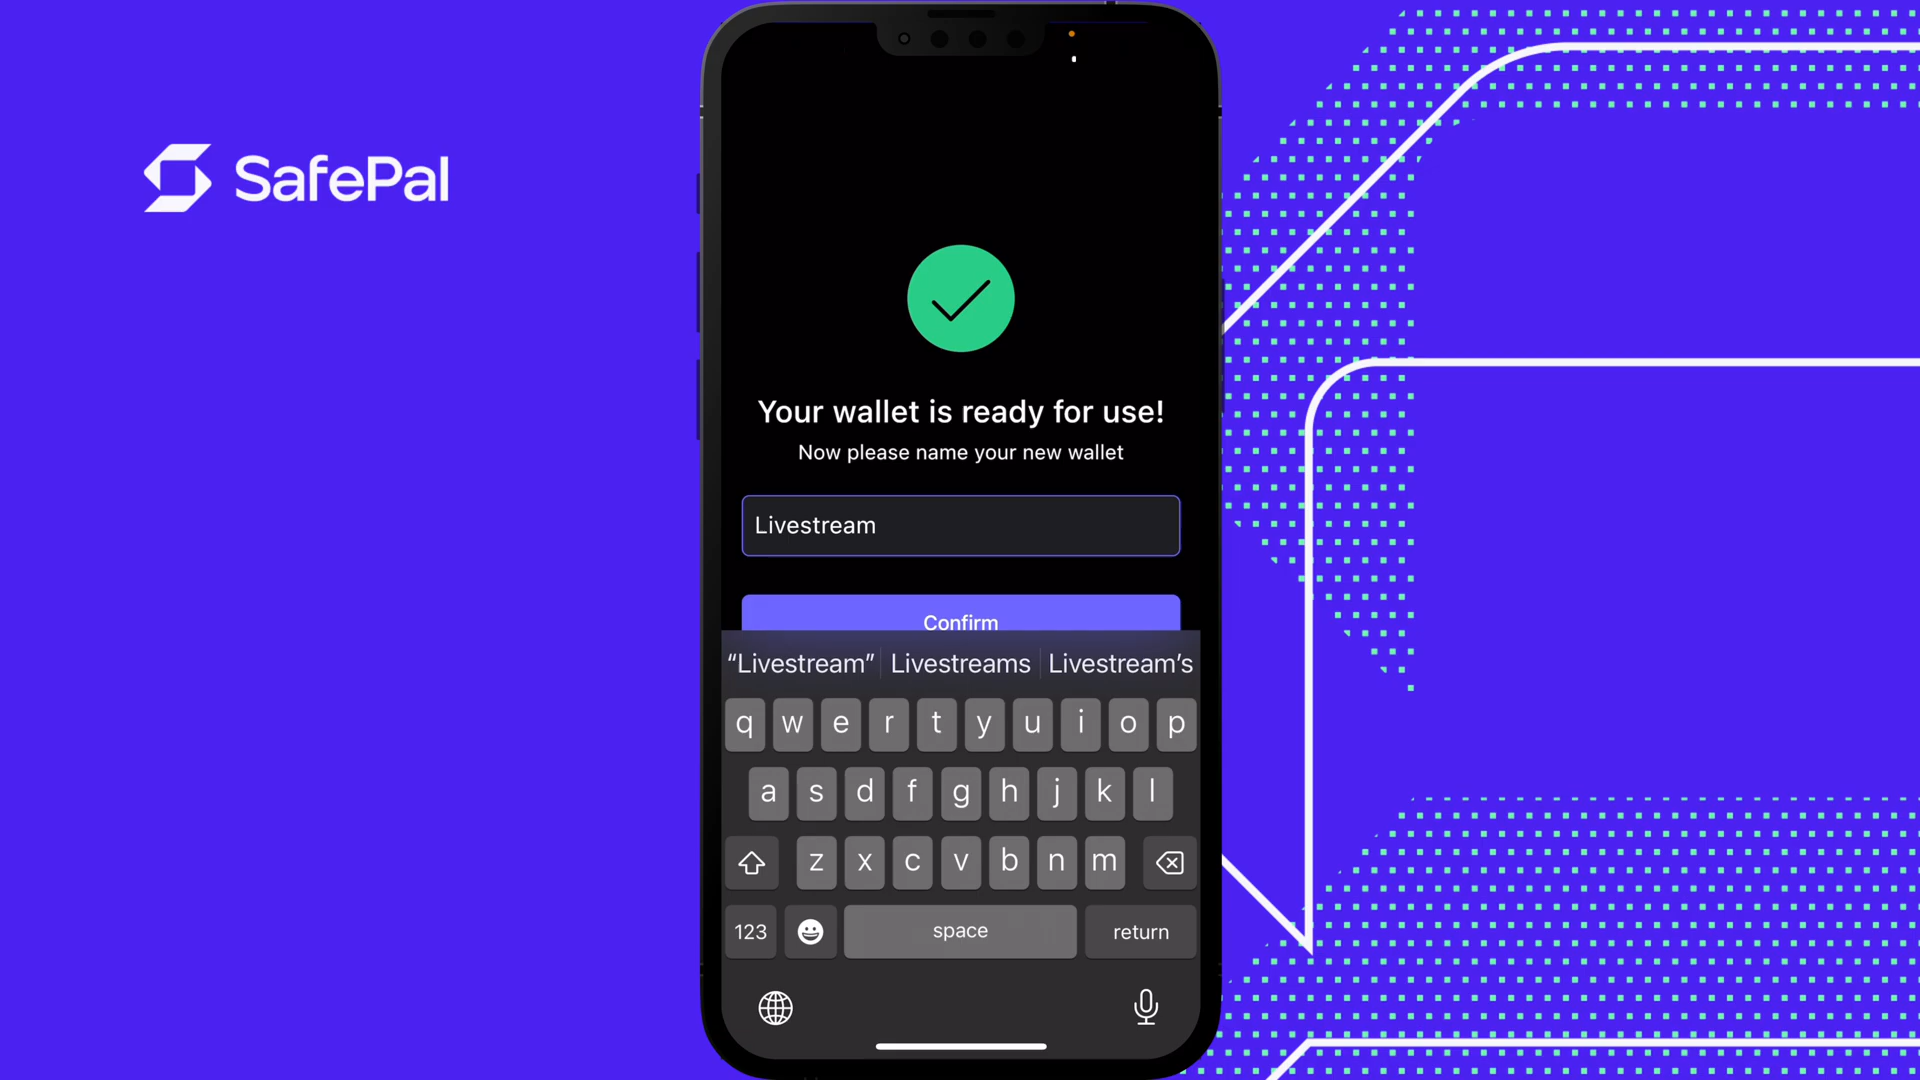 SafePal
Your wallet is ready for use!
Now please name your new wallet
Livestream
Confirm
“Livestream” Livestreams Livestream’s
q w e r t y u i o p
a s d f g h j k l
z x c v b n m
123 space return